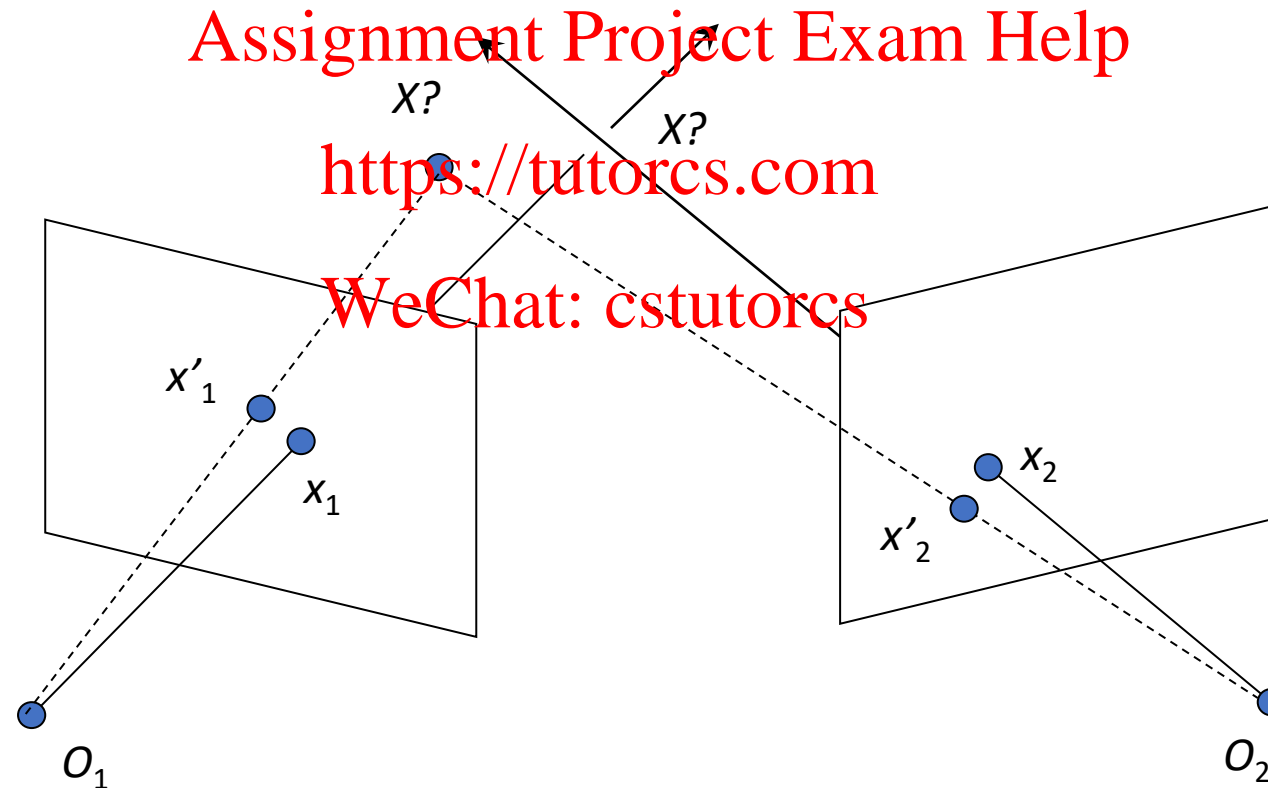 Assignment Project Exam Help
X?
X?
https://tutorcs.com
WeChat: cstutorcs
x’₁
x₁
x₂
x’₂
O₁
O₂